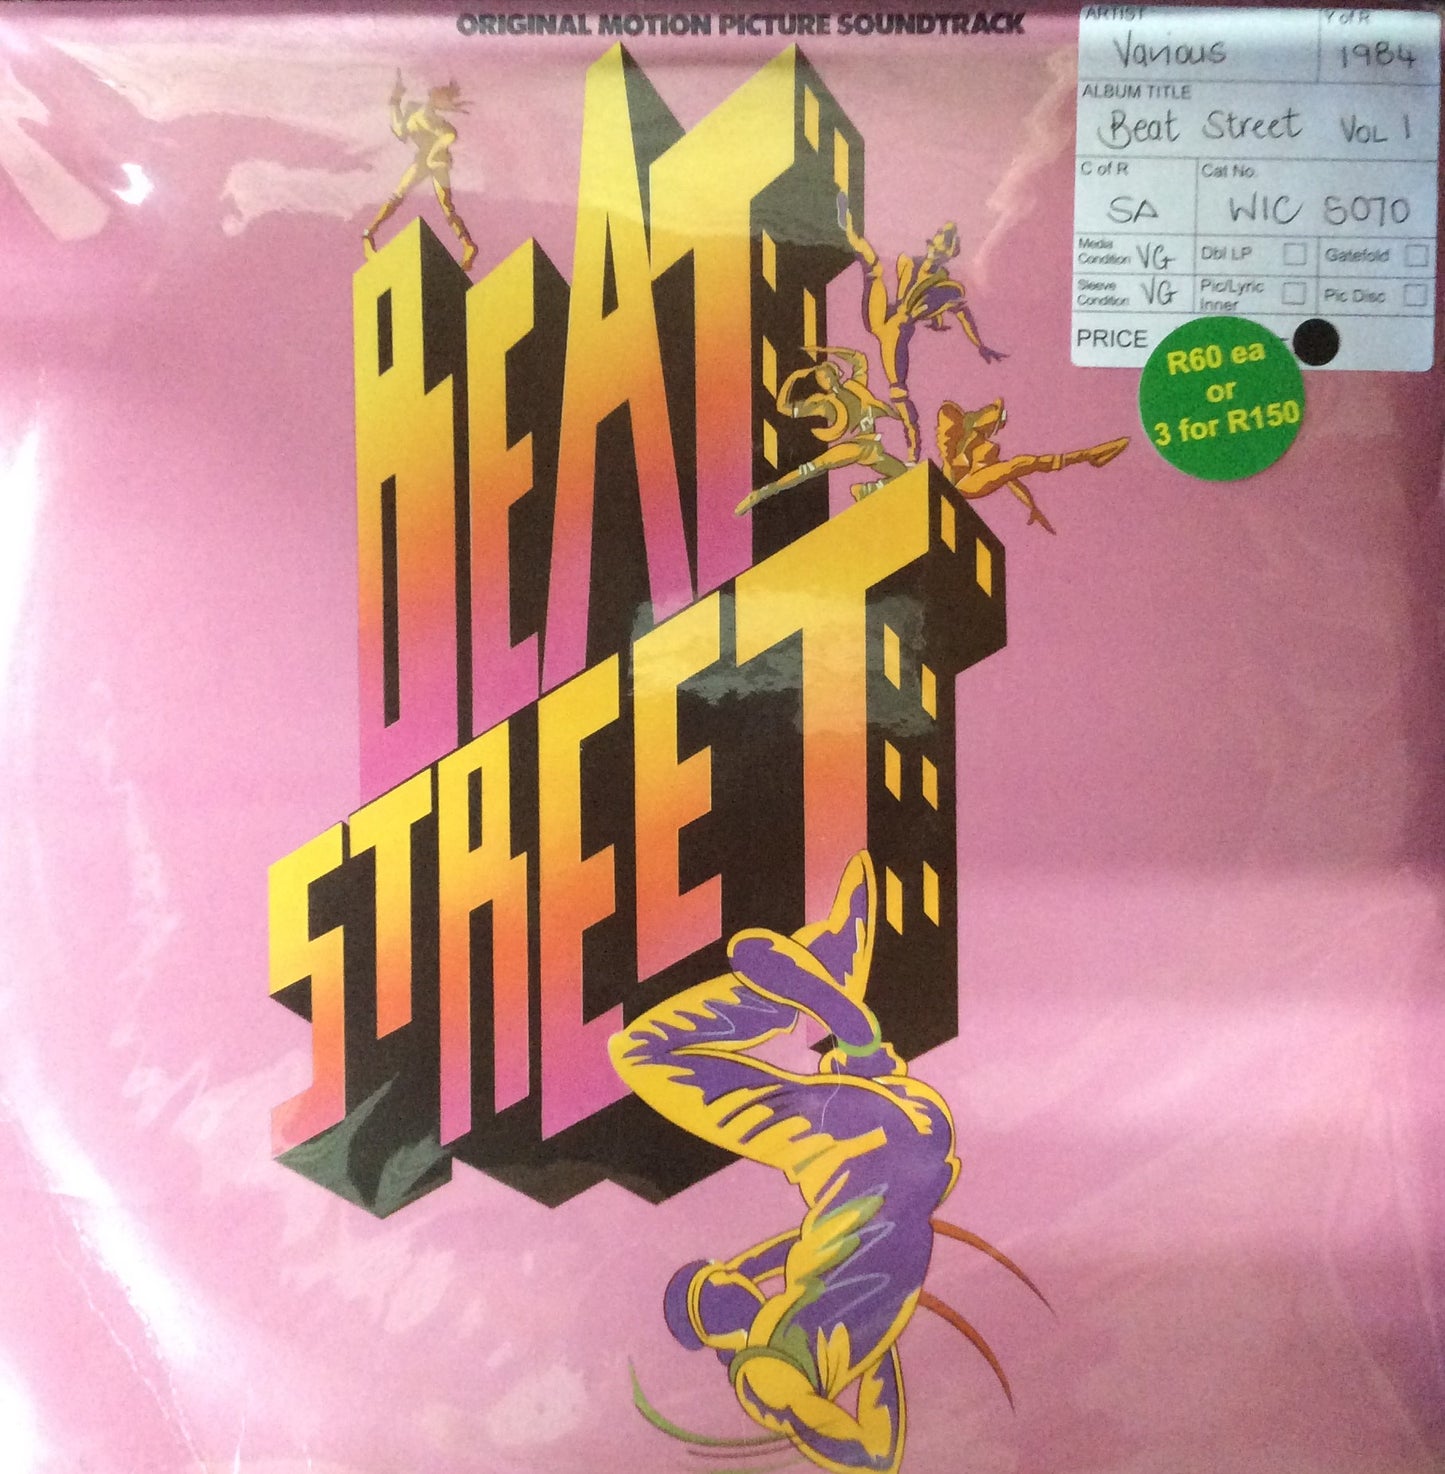 ORIGINAL MOTION PICTURE SOUNDTRACK
BEAT
STREET
ARTIST
Various
Y of R
1984
ALBUM TITLE
Beat Street VOL 1
C of R
SA
Cat No.
WIC 5070
Media Condition VG
Dbl LP
Gatefold
Sleeve Condition VG
Pic/Lyric Inner
Pic Disc
PRICE
R60 ea
or
3 for R150